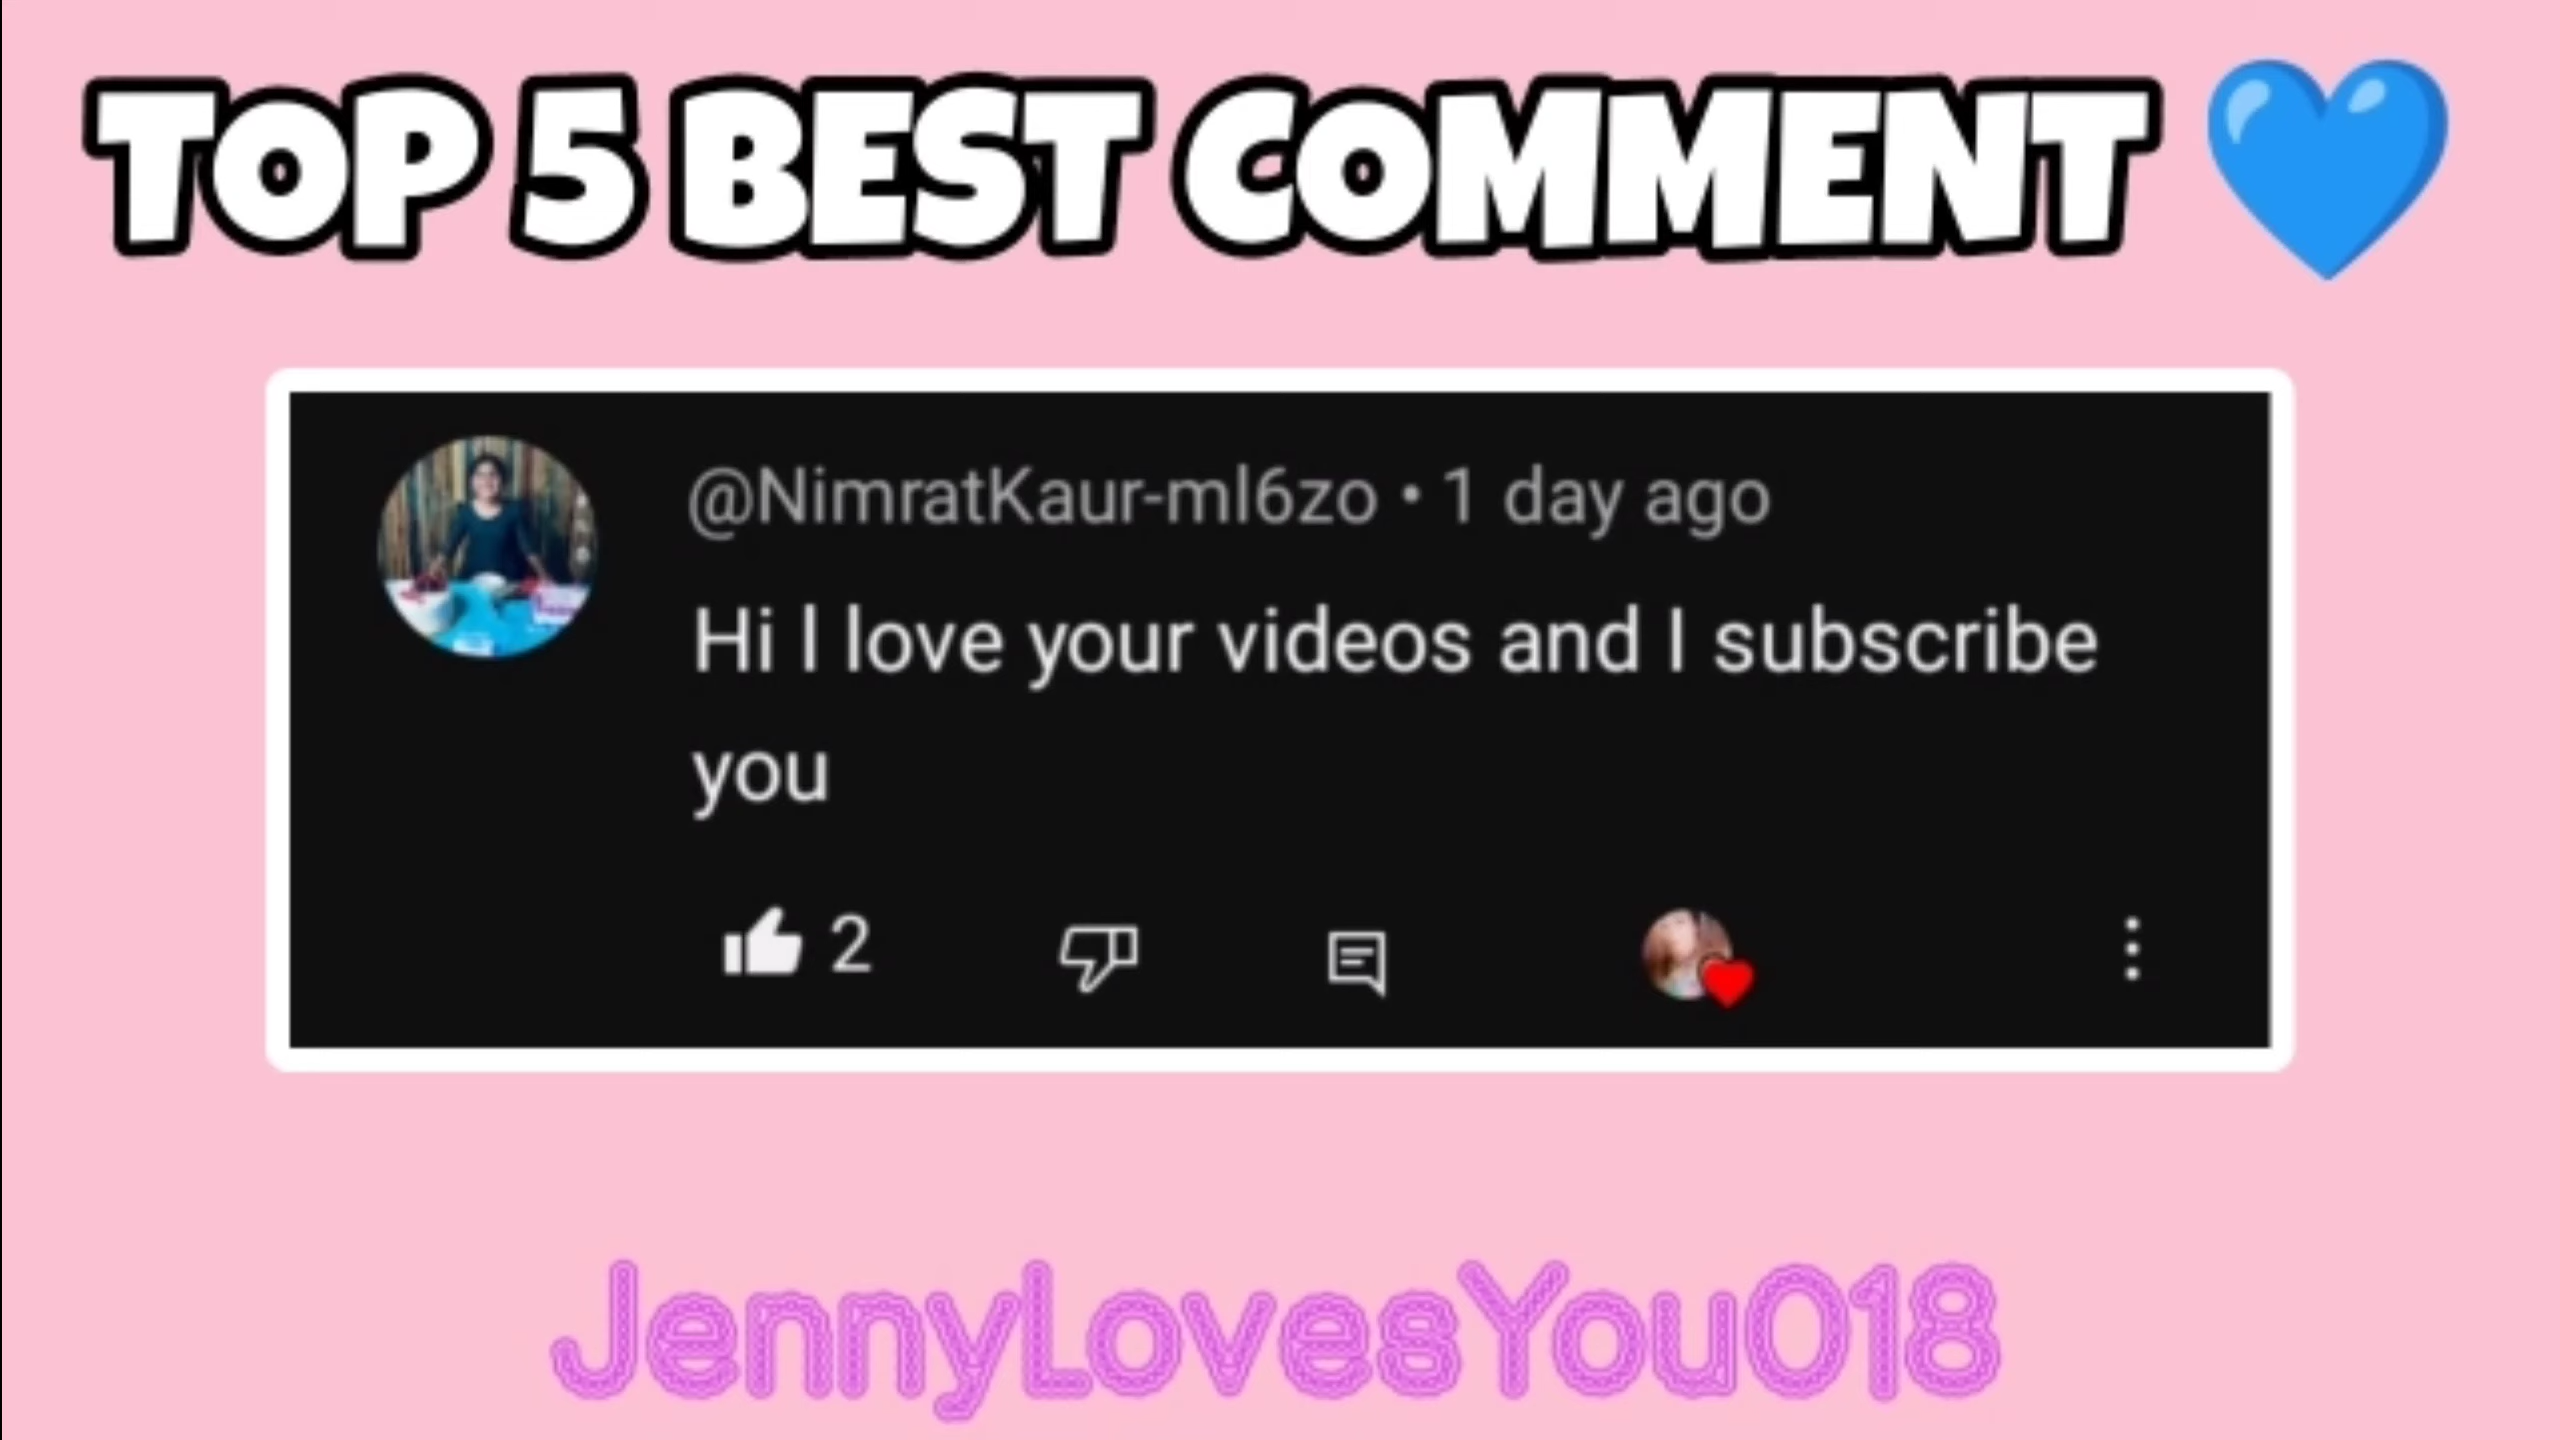 TOP 5 BEST COMMENT 💙
@NimratKaur-ml6zo • 1 day ago
Hi I love your videos and I subscribe
you
2
JennyLovesYou018